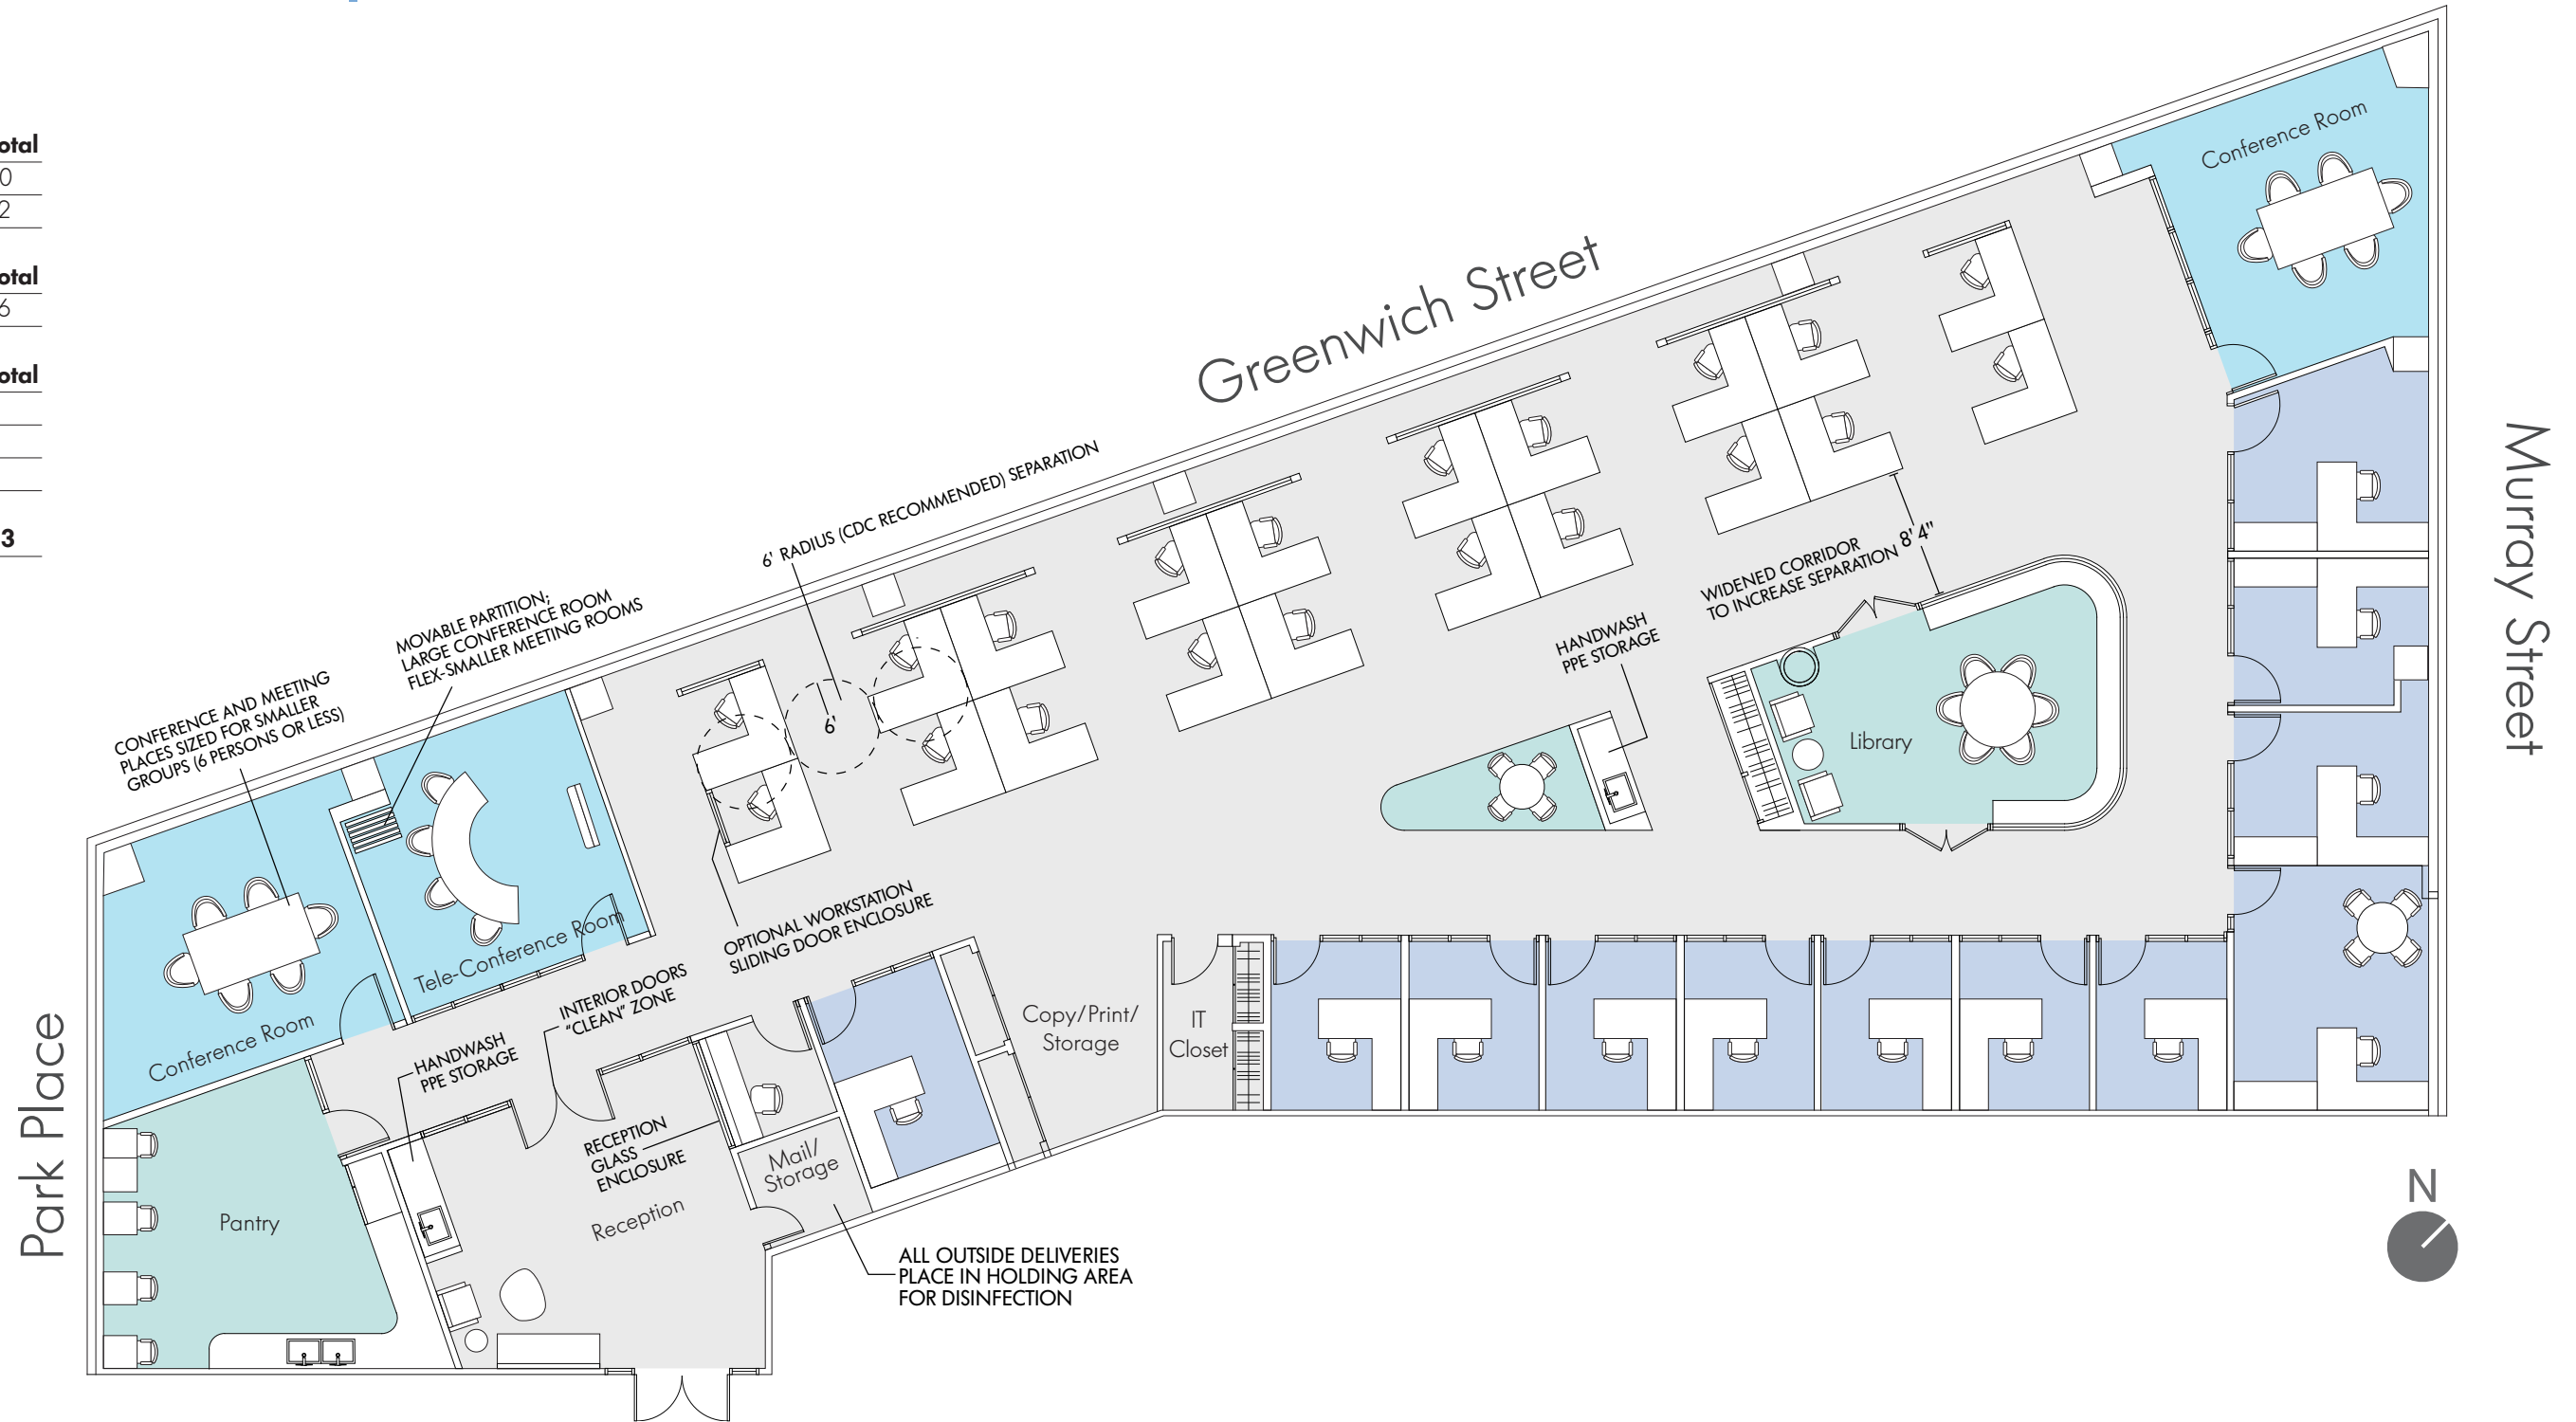 otal
0
2
otal
6
otal
3
Greenwich Street
Murray Street
Park Place
Conference Room
6' RADIUS (CDC RECOMMENDED) SEPARATION
6'
MOVABLE PARTITION;
LARGE CONFERENCE ROOM
FLEX-SMALLER MEETING ROOMS
CONFERENCE AND MEETING
PLACES SIZED FOR SMALLER
GROUPS (6 PERSONS OR LESS)
WIDENED CORRIDOR
TO INCREASE SEPARATION
8' 4"
HANDWASH
PPE STORAGE
Library
OPTIONAL WORKSTATION
SLIDING DOOR ENCLOSURE
Tele-Conference Room
Conference Room
INTERIOR DOORS
"CLEAN" ZONE
HANDWASH
PPE STORAGE
Copy/Print/
Storage
IT
Closet
RECEPTION
GLASS
ENCLOSURE
Mail/
Storage
Reception
Pantry
ALL OUTSIDE DELIVERIES
PLACE IN HOLDING AREA
FOR DISINFECTION
N